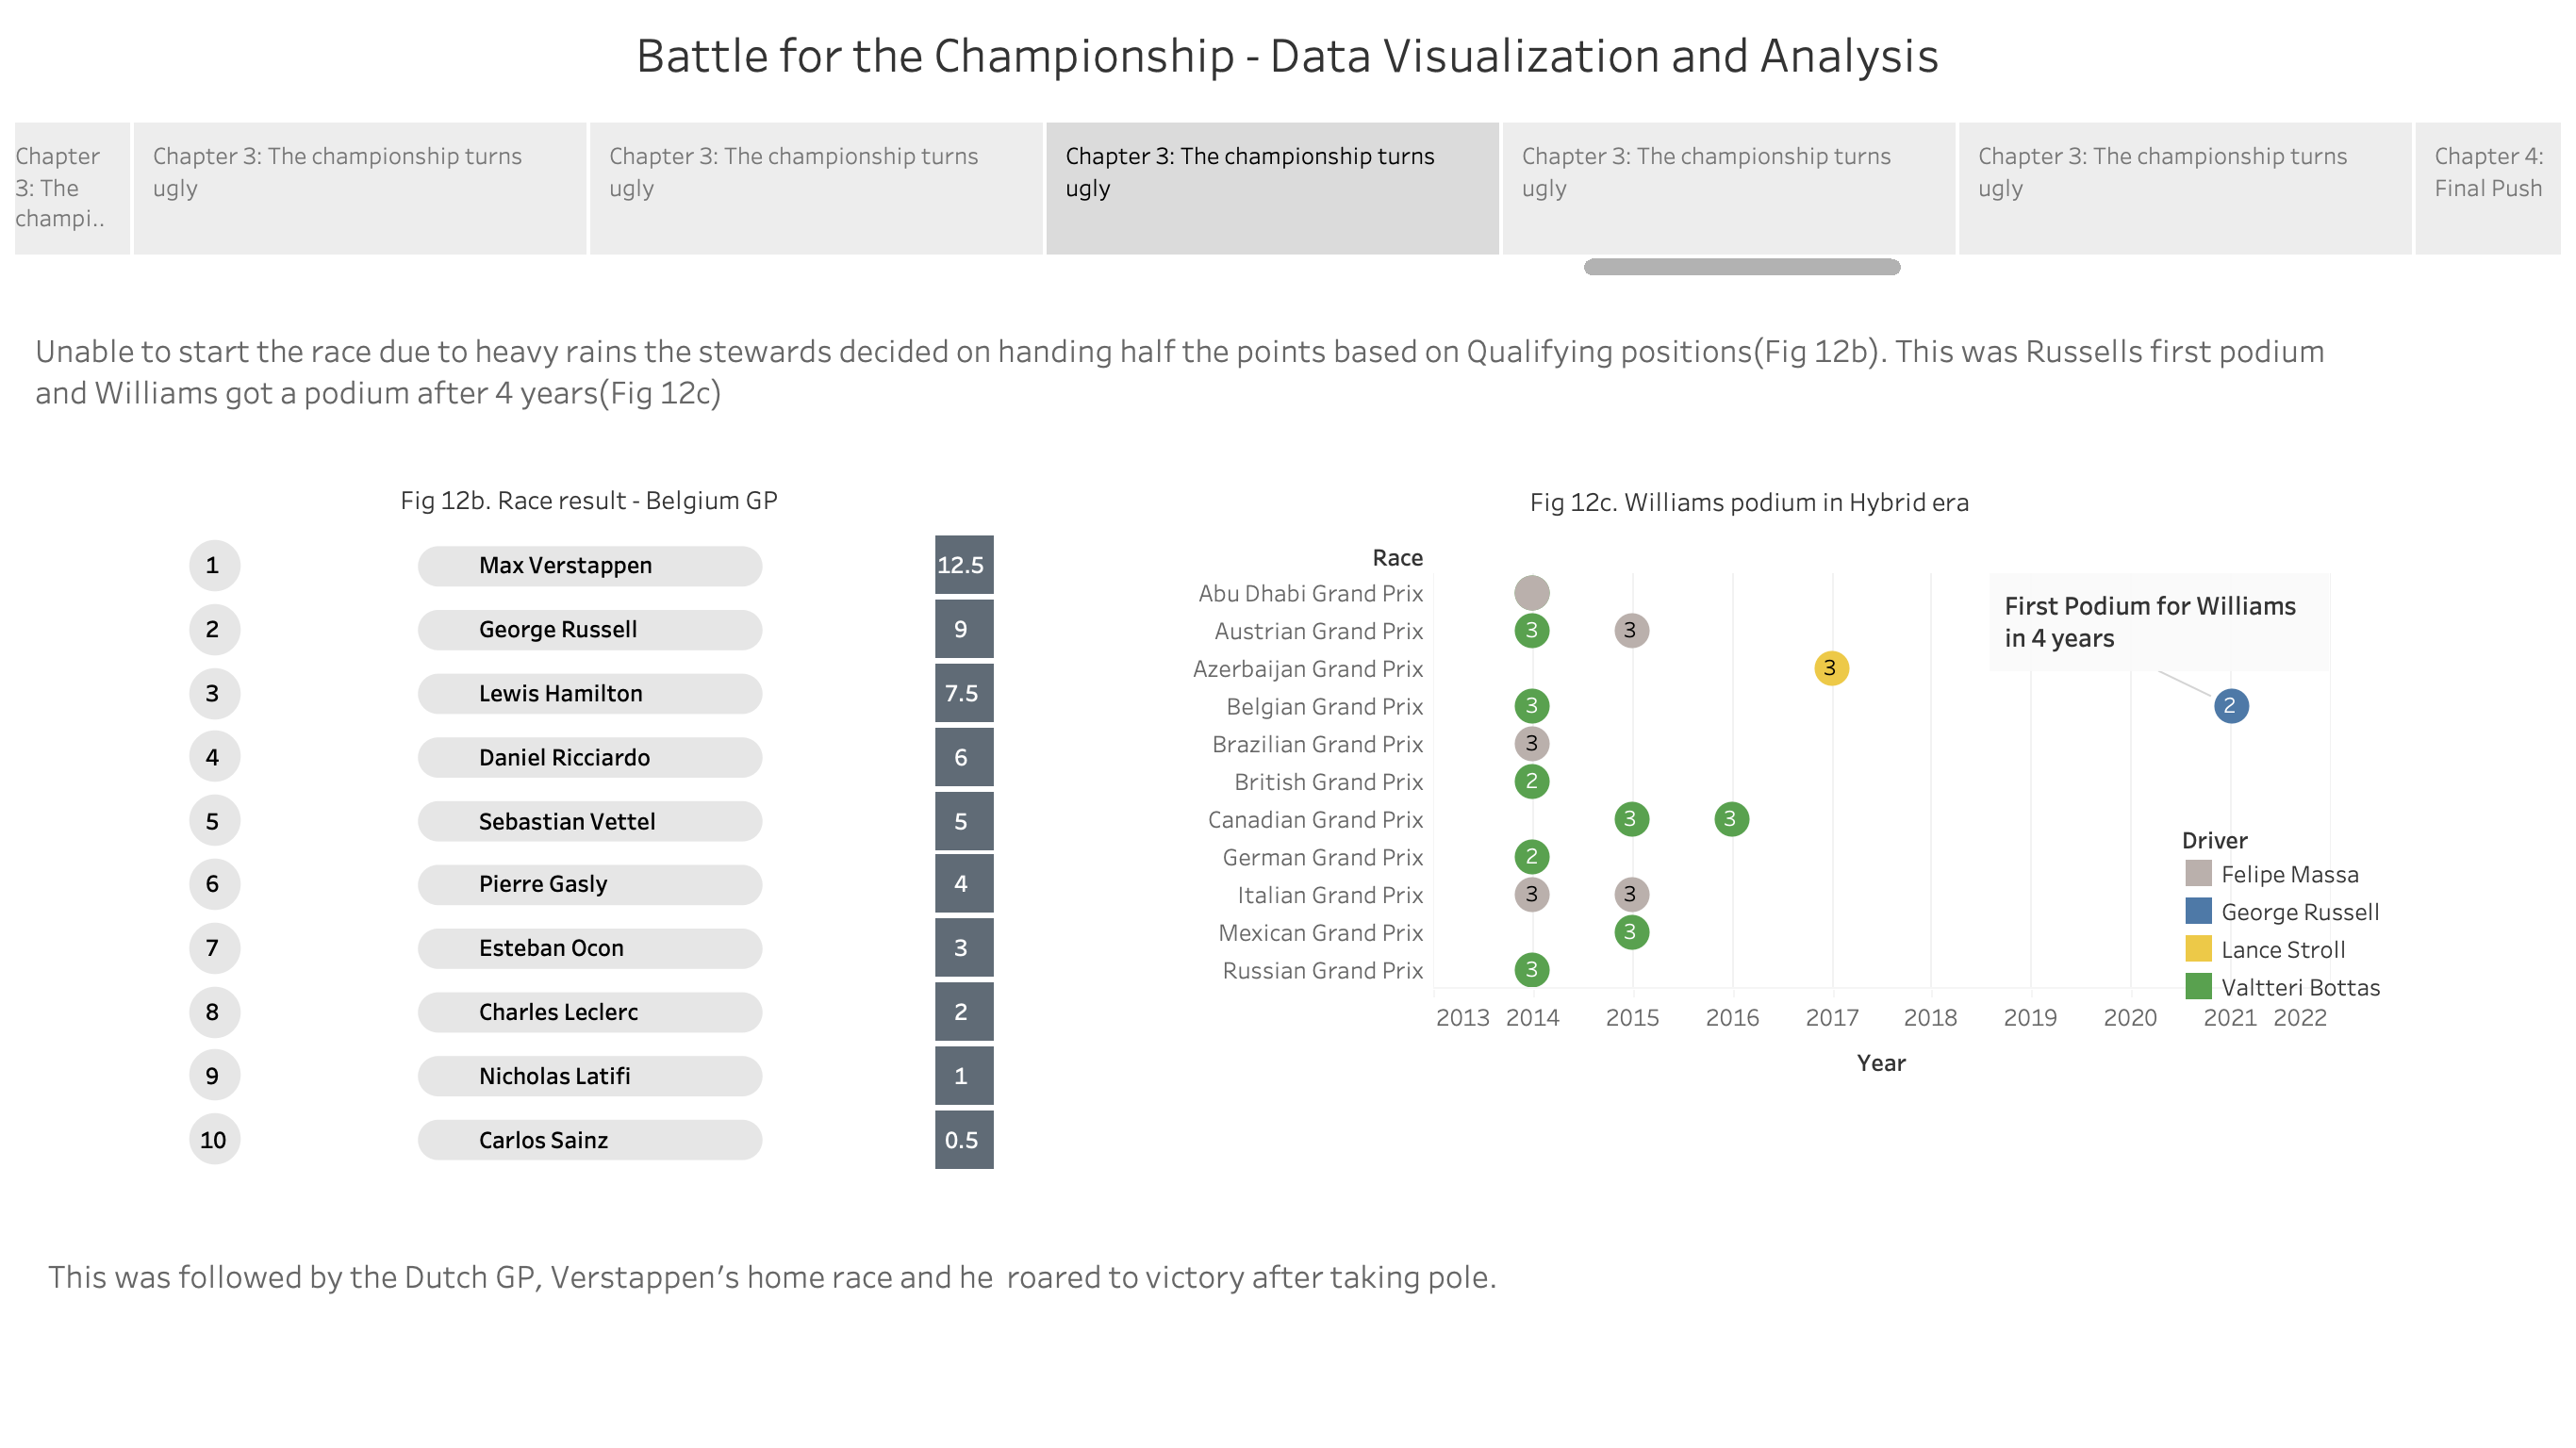 Battle for the Championship - Data Visualization and Analysis
Chapter
3: The
champi..
Chapter 3: The championship turns
ugly
Chapter 3: The championship turns
ugly
Chapter 3: The championship turns
ugly
Chapter 3: The championship turns
ugly
Chapter 3: The championship turns
ugly
Chapter 4:
Final Push
Unable to start the race due to heavy rains the stewards decided on handing half the points based on Qualifying positions(Fig 12b). This was Russells first podium
and Williams got a podium after 4 years(Fig 12c)
Fig 12b. Race result - Belgium GP
1 Max Verstappen 12.5
2 George Russell 9
3 Lewis Hamilton 7.5
4 Daniel Ricciardo 6
5 Sebastian Vettel 5
6 Pierre Gasly 4
7 Esteban Ocon 3
8 Charles Leclerc 2
9 Nicholas Latifi 1
10 Carlos Sainz 0.5
Fig 12c. Williams podium in Hybrid era
Race
Abu Dhabi Grand Prix
Austrian Grand Prix 3 3
Azerbaijan Grand Prix 3
Belgian Grand Prix 3 2
Brazilian Grand Prix 3
British Grand Prix 2
Canadian Grand Prix 3 3
German Grand Prix 2
Italian Grand Prix 3 3
Mexican Grand Prix 3
Russian Grand Prix 3
First Podium for Williams
in 4 years
Driver
Felipe Massa
George Russell
Lance Stroll
Valtteri Bottas
2013 2014 2015 2016 2017 2018 2019 2020 2021 2022
Year
This was followed by the Dutch GP, Verstappen's home race and he roared to victory after taking pole.